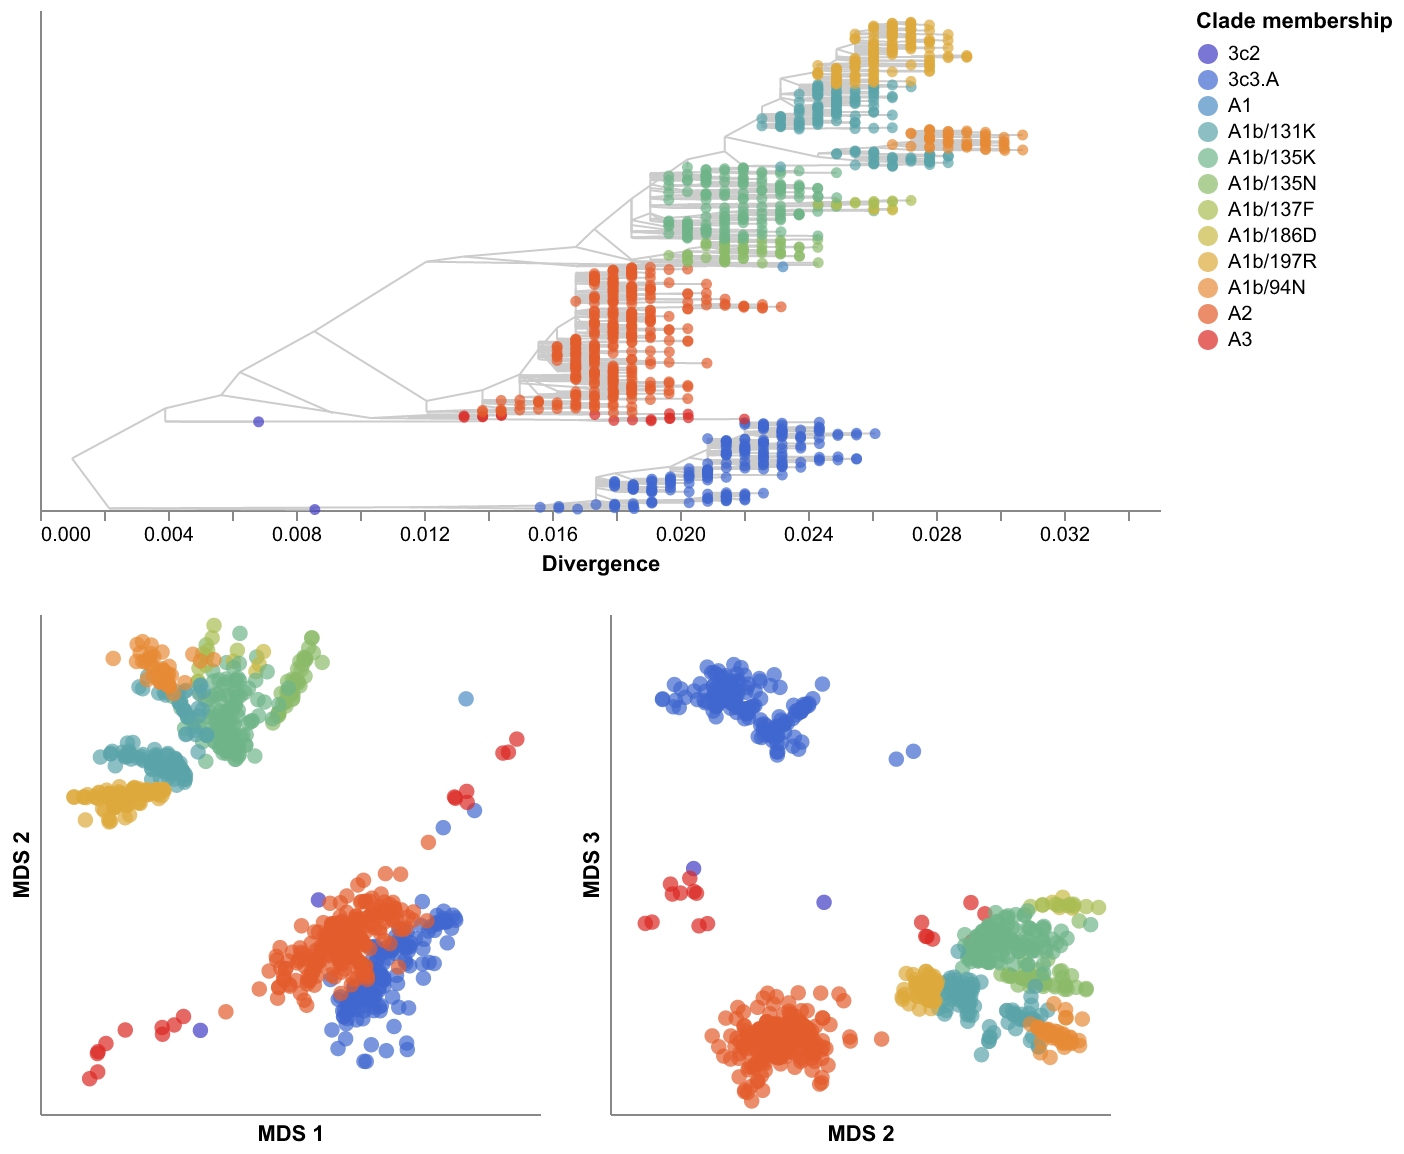 Clade membership
3c2
3c3.A
A1
A1b/131K
A1b/135K
A1b/135N
A1b/137F
A1b/186D
A1b/197R
A1b/94N
A2
A3
0.000 0.004 0.008 0.012 0.016 0.020 0.024 0.028 0.032
Divergence
MDS 2
MDS 1
MDS 3
MDS 2